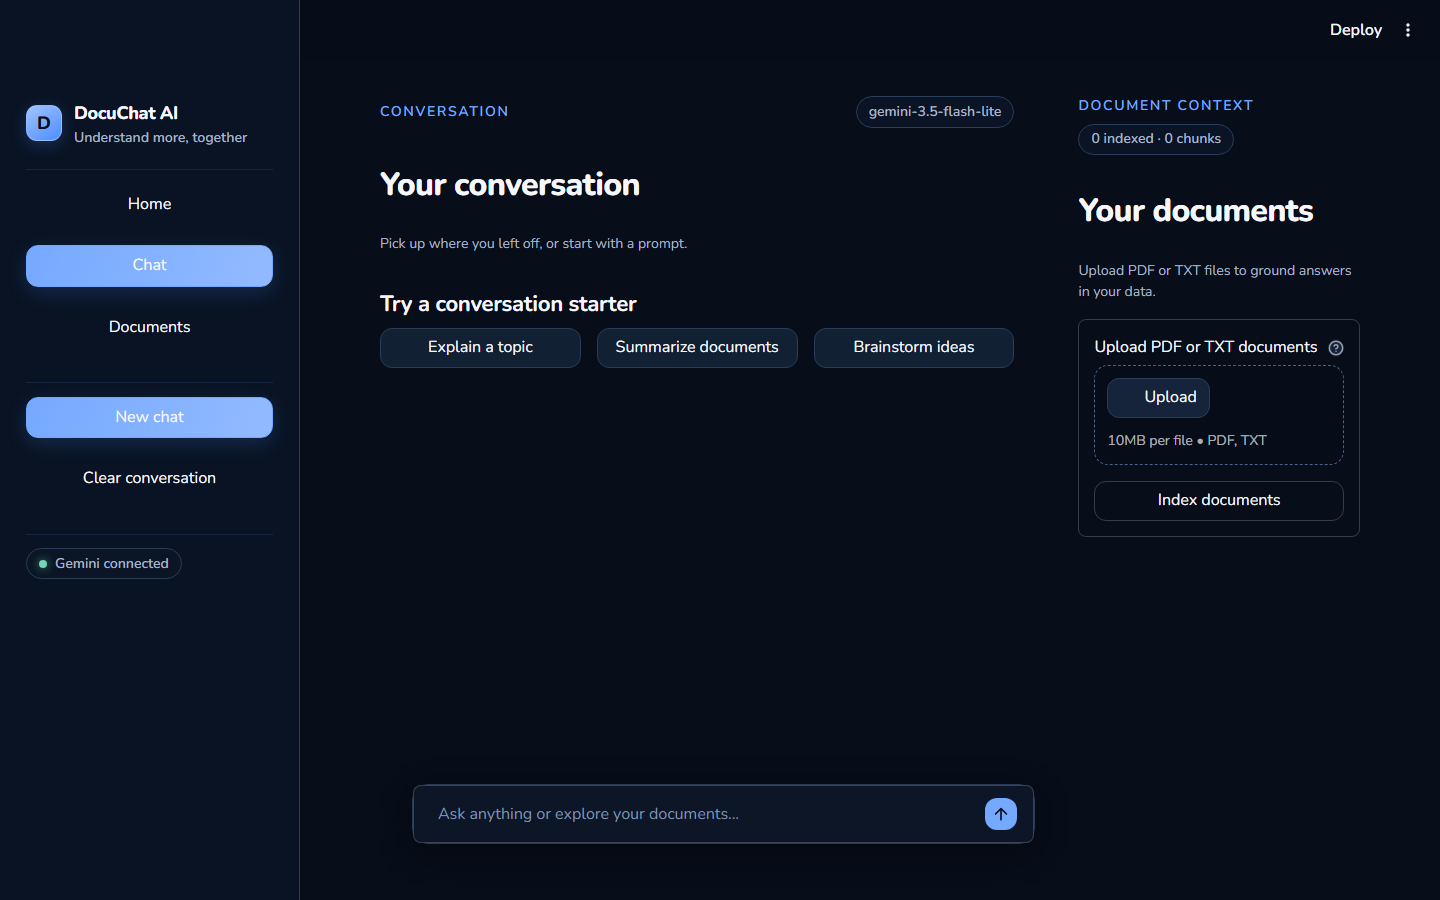 Deploy
D
DocuChat AI
Understand more, together
Home
Chat
Documents
New chat
Clear conversation
Gemini connected
CONVERSATION
gemini-3.5-flash-lite
Your conversation
Pick up where you left off, or start with a prompt.
Try a conversation starter
Explain a topic
Summarize documents
Brainstorm ideas
Ask anything or explore your documents...
DOCUMENT CONTEXT
0 indexed · 0 chunks
Your documents
Upload PDF or TXT files to ground answers
in your data.
Upload PDF or TXT documents
Upload
10MB per file • PDF, TXT
Index documents